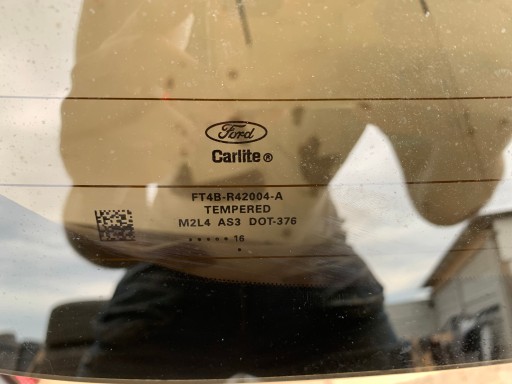 Ford
Carlite®
FT4B-R42004-A
TEMPERED
M2L4 AS3 DOT-376
• • • • • 16
•